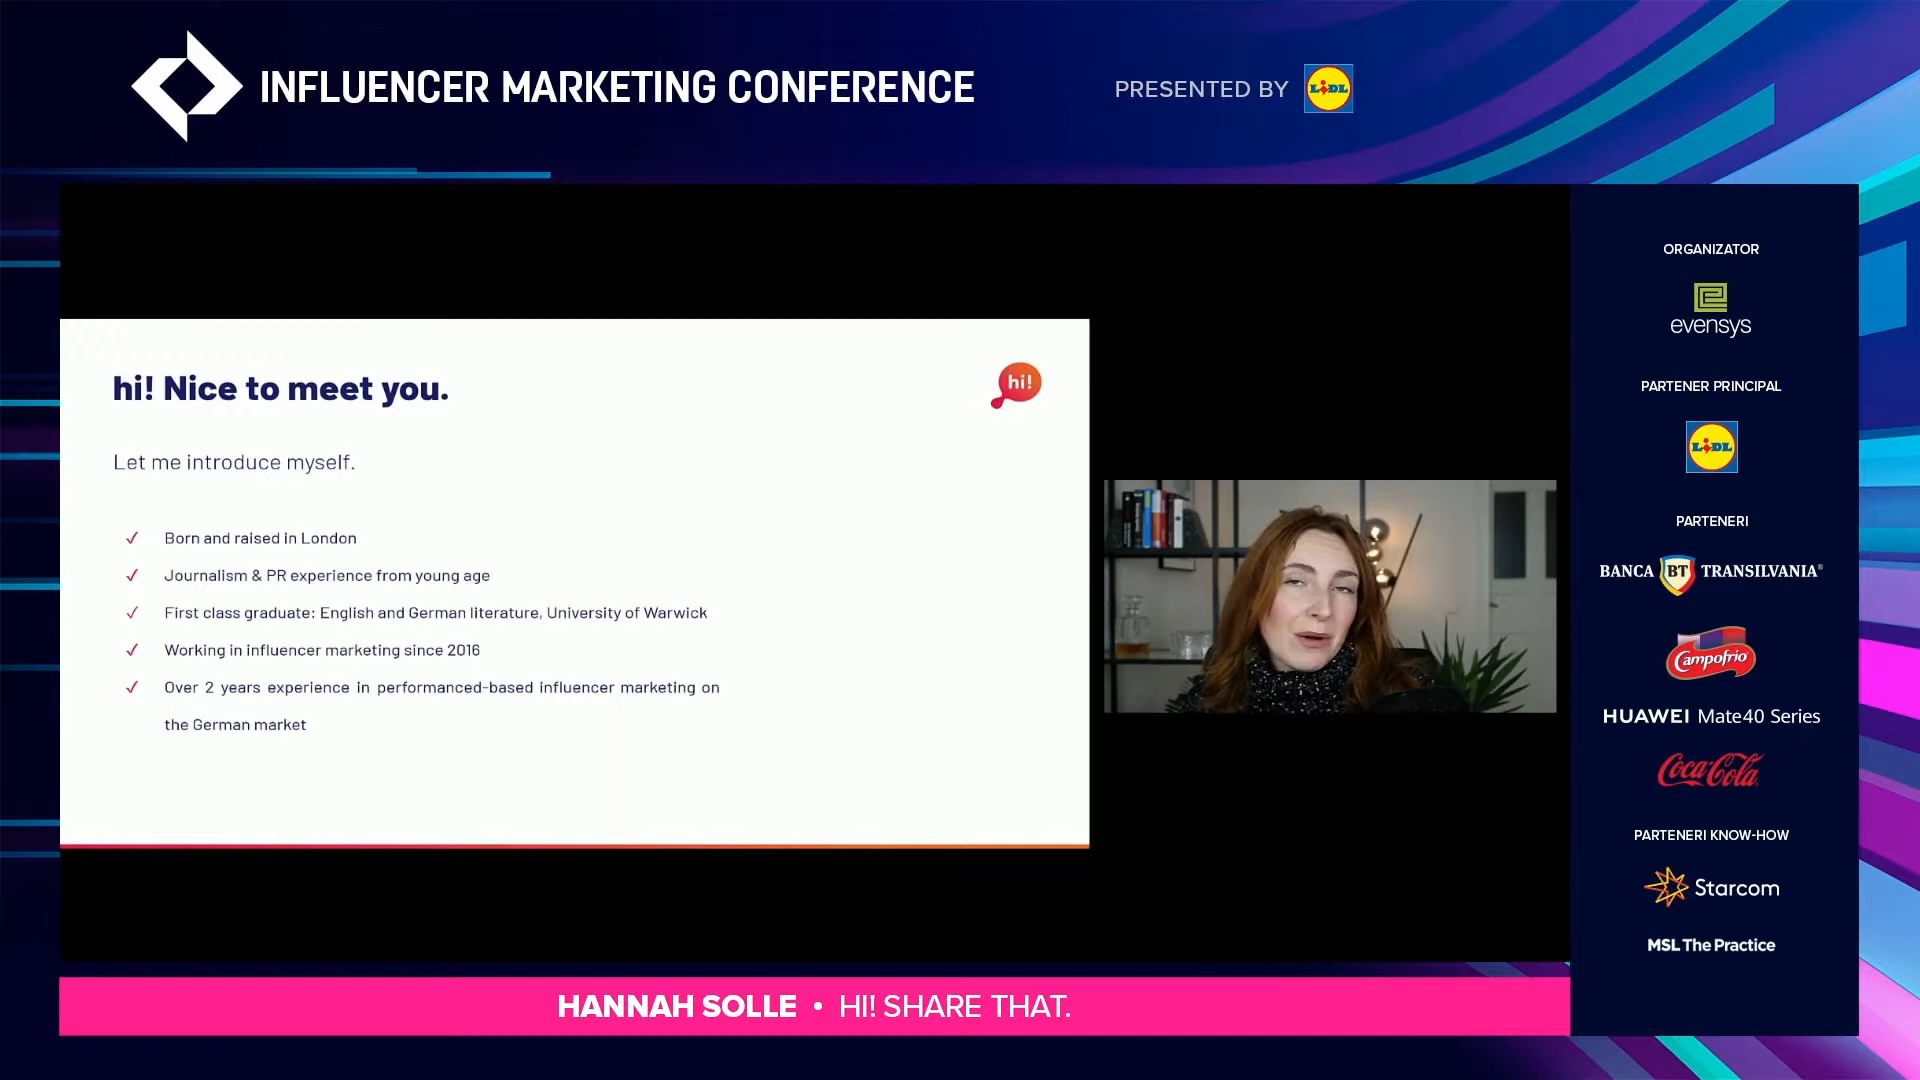 INFLUENCER MARKETING CONFERENCE
PRESENTED BY
LiDL
hi! Nice to meet you.
hi!
Let me introduce myself.
✓ Born and raised in London
✓ Journalism & PR experience from young age
✓ First class graduate: English and German literature, University of Warwick
✓ Working in influencer marketing since 2016
✓ Over 2 years experience in performanced-based influencer marketing on
the German market
HANNAH SOLLE • HI! SHARE THAT.
ORGANIZATOR
evensys
PARTENER PRINCIPAL
LiDL
PARTENERI
BANCA BT TRANSILVANIA®
Campofrío
HUAWEI Mate40 Series
Coca-Cola
PARTENERI KNOW-HOW
Starcom
MSL The Practice